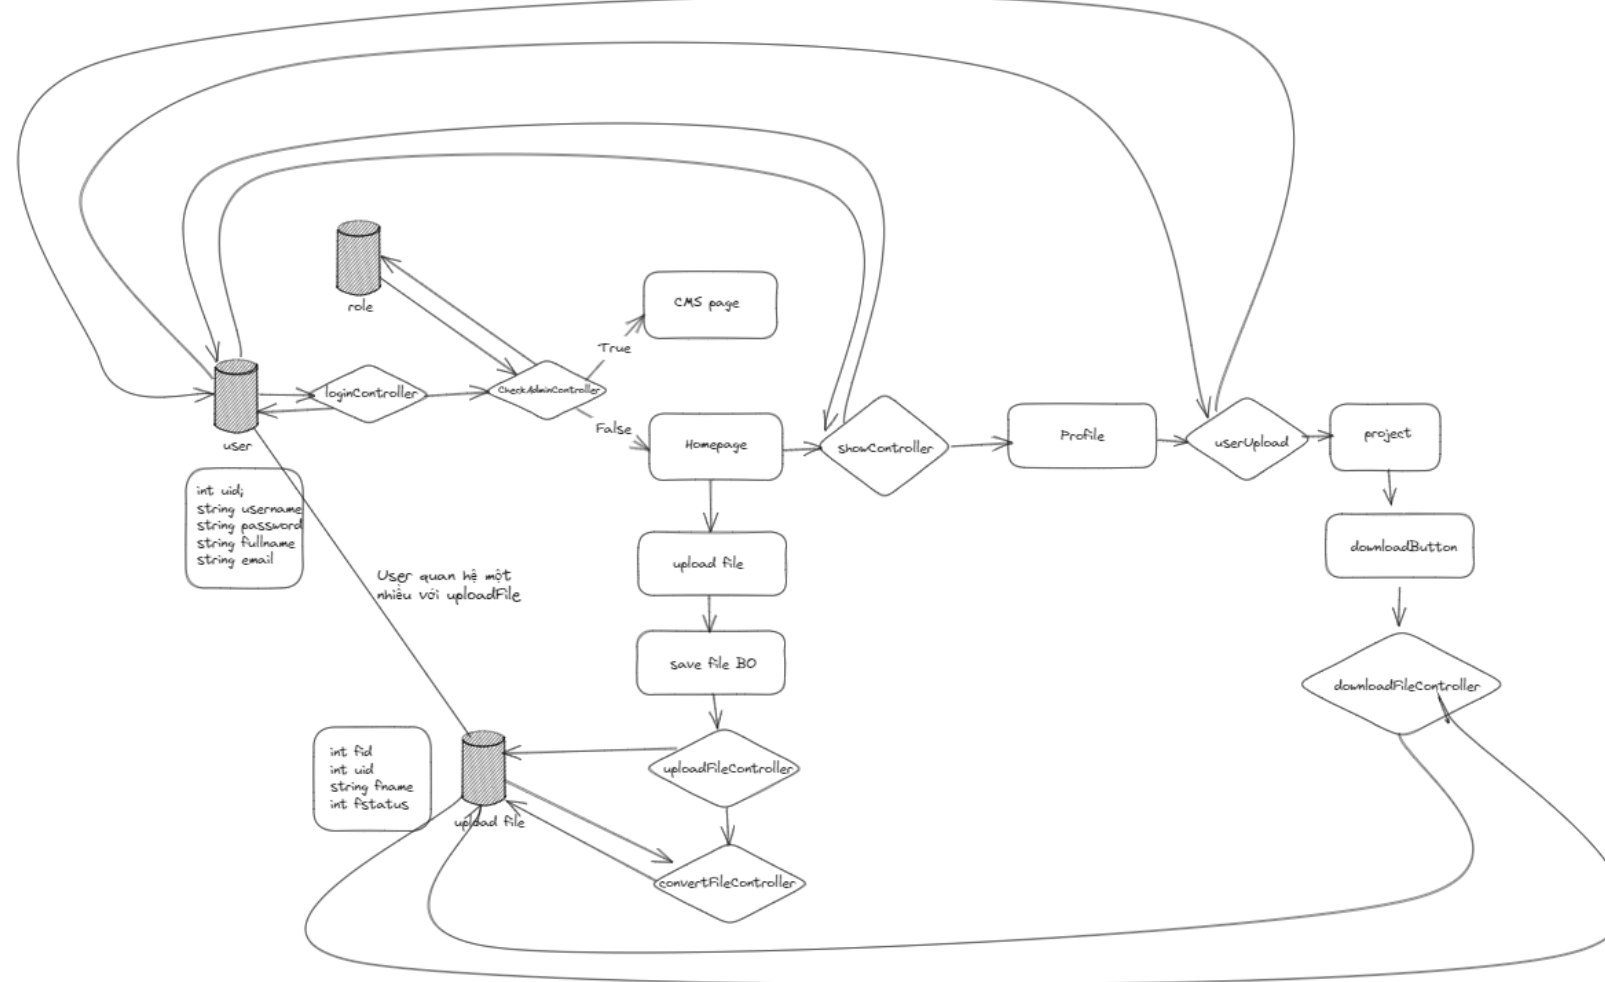 role
CMS page
True
CheckAdminController
loginController
user
False
Homepage
showController
Profile
userUpload
project
int uid;
string username
string password
string fullname
string email
User quan hệ một
nhiều với uploadFile
upload file
downloadButton
save file BO
downloadFileController
int fid
int uid
string fname
int fstatus
upload file
uploadFileController
convertFileController